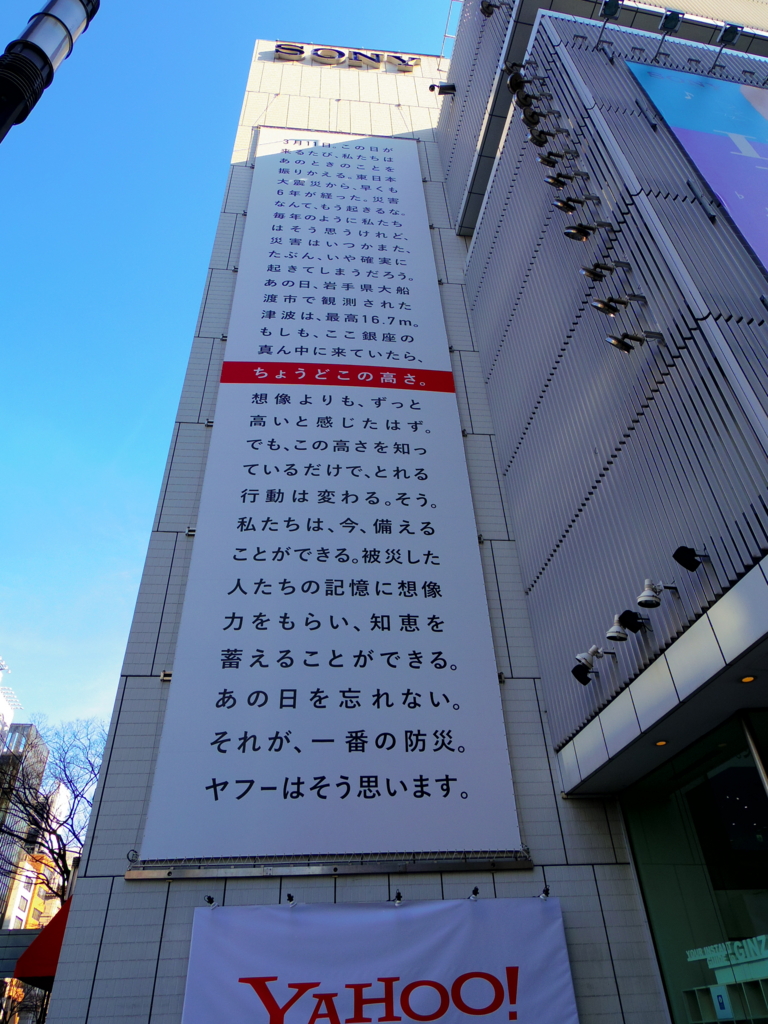 SONY
3月11日。この日が
来るたび、私たちは
あのときのことを
振りかえる。東日本
大震災から、早くも
6年が経った。災害
なんて、もう起きるな。
毎年のように私たち
はそう思うけれど、
災害はいつかまた、
たぶん、いや確実に
起きてしまうだろう。
あの日、岩手県大船
渡市で観測された
津波は、最高16.7m。
もしも、ここ銀座の
真ん中に来ていたら、
ちょうどこの高さ。
想像よりも、ずっと
高いと感じたはず。
でも、この高さを知っ
ているだけで、とれる
行動は変わる。そう。
私たちは、今、備える
ことができる。被災した
人たちの記憶に想像
力をもらい、知恵を
蓄えることができる。
あの日を忘れない。
それが、一番の防災。
ヤフーはそう思います。
YAHOO!